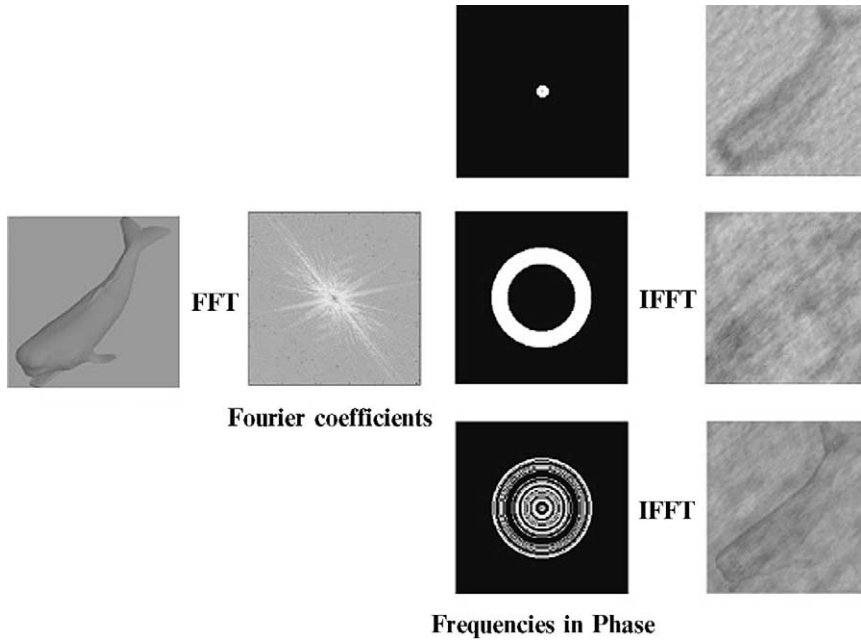 FFT
IFFT
Fourier coefficients
IFFT
Frequencies in Phase